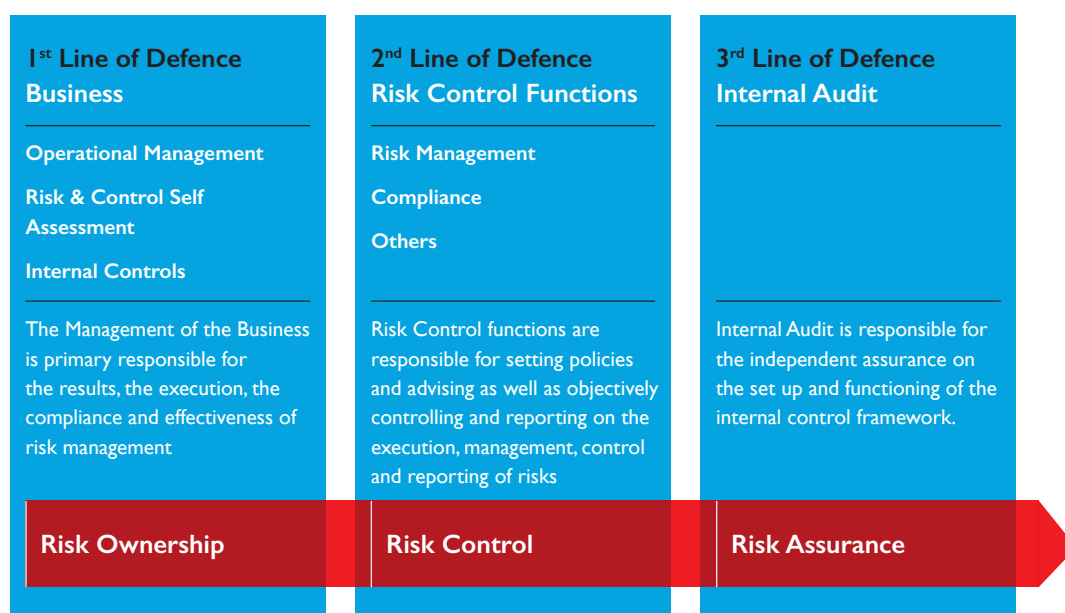 1st Line of Defence
Business
Operational Management
Risk & Control Self
Assessment
Internal Controls
The Management of the Business
is primary responsible for
the results, the execution, the
compliance and effectiveness of
risk management
Risk Ownership
2nd Line of Defence
Risk Control Functions
Risk Management
Compliance
Others
Risk Control functions are
responsible for setting policies
and advising as well as objectively
controlling and reporting on the
execution, management, control
and reporting of risks
Risk Control
3rd Line of Defence
Internal Audit
Internal Audit is responsible for
the independent assurance on
the set up and functioning of the
internal control framework.
Risk Assurance